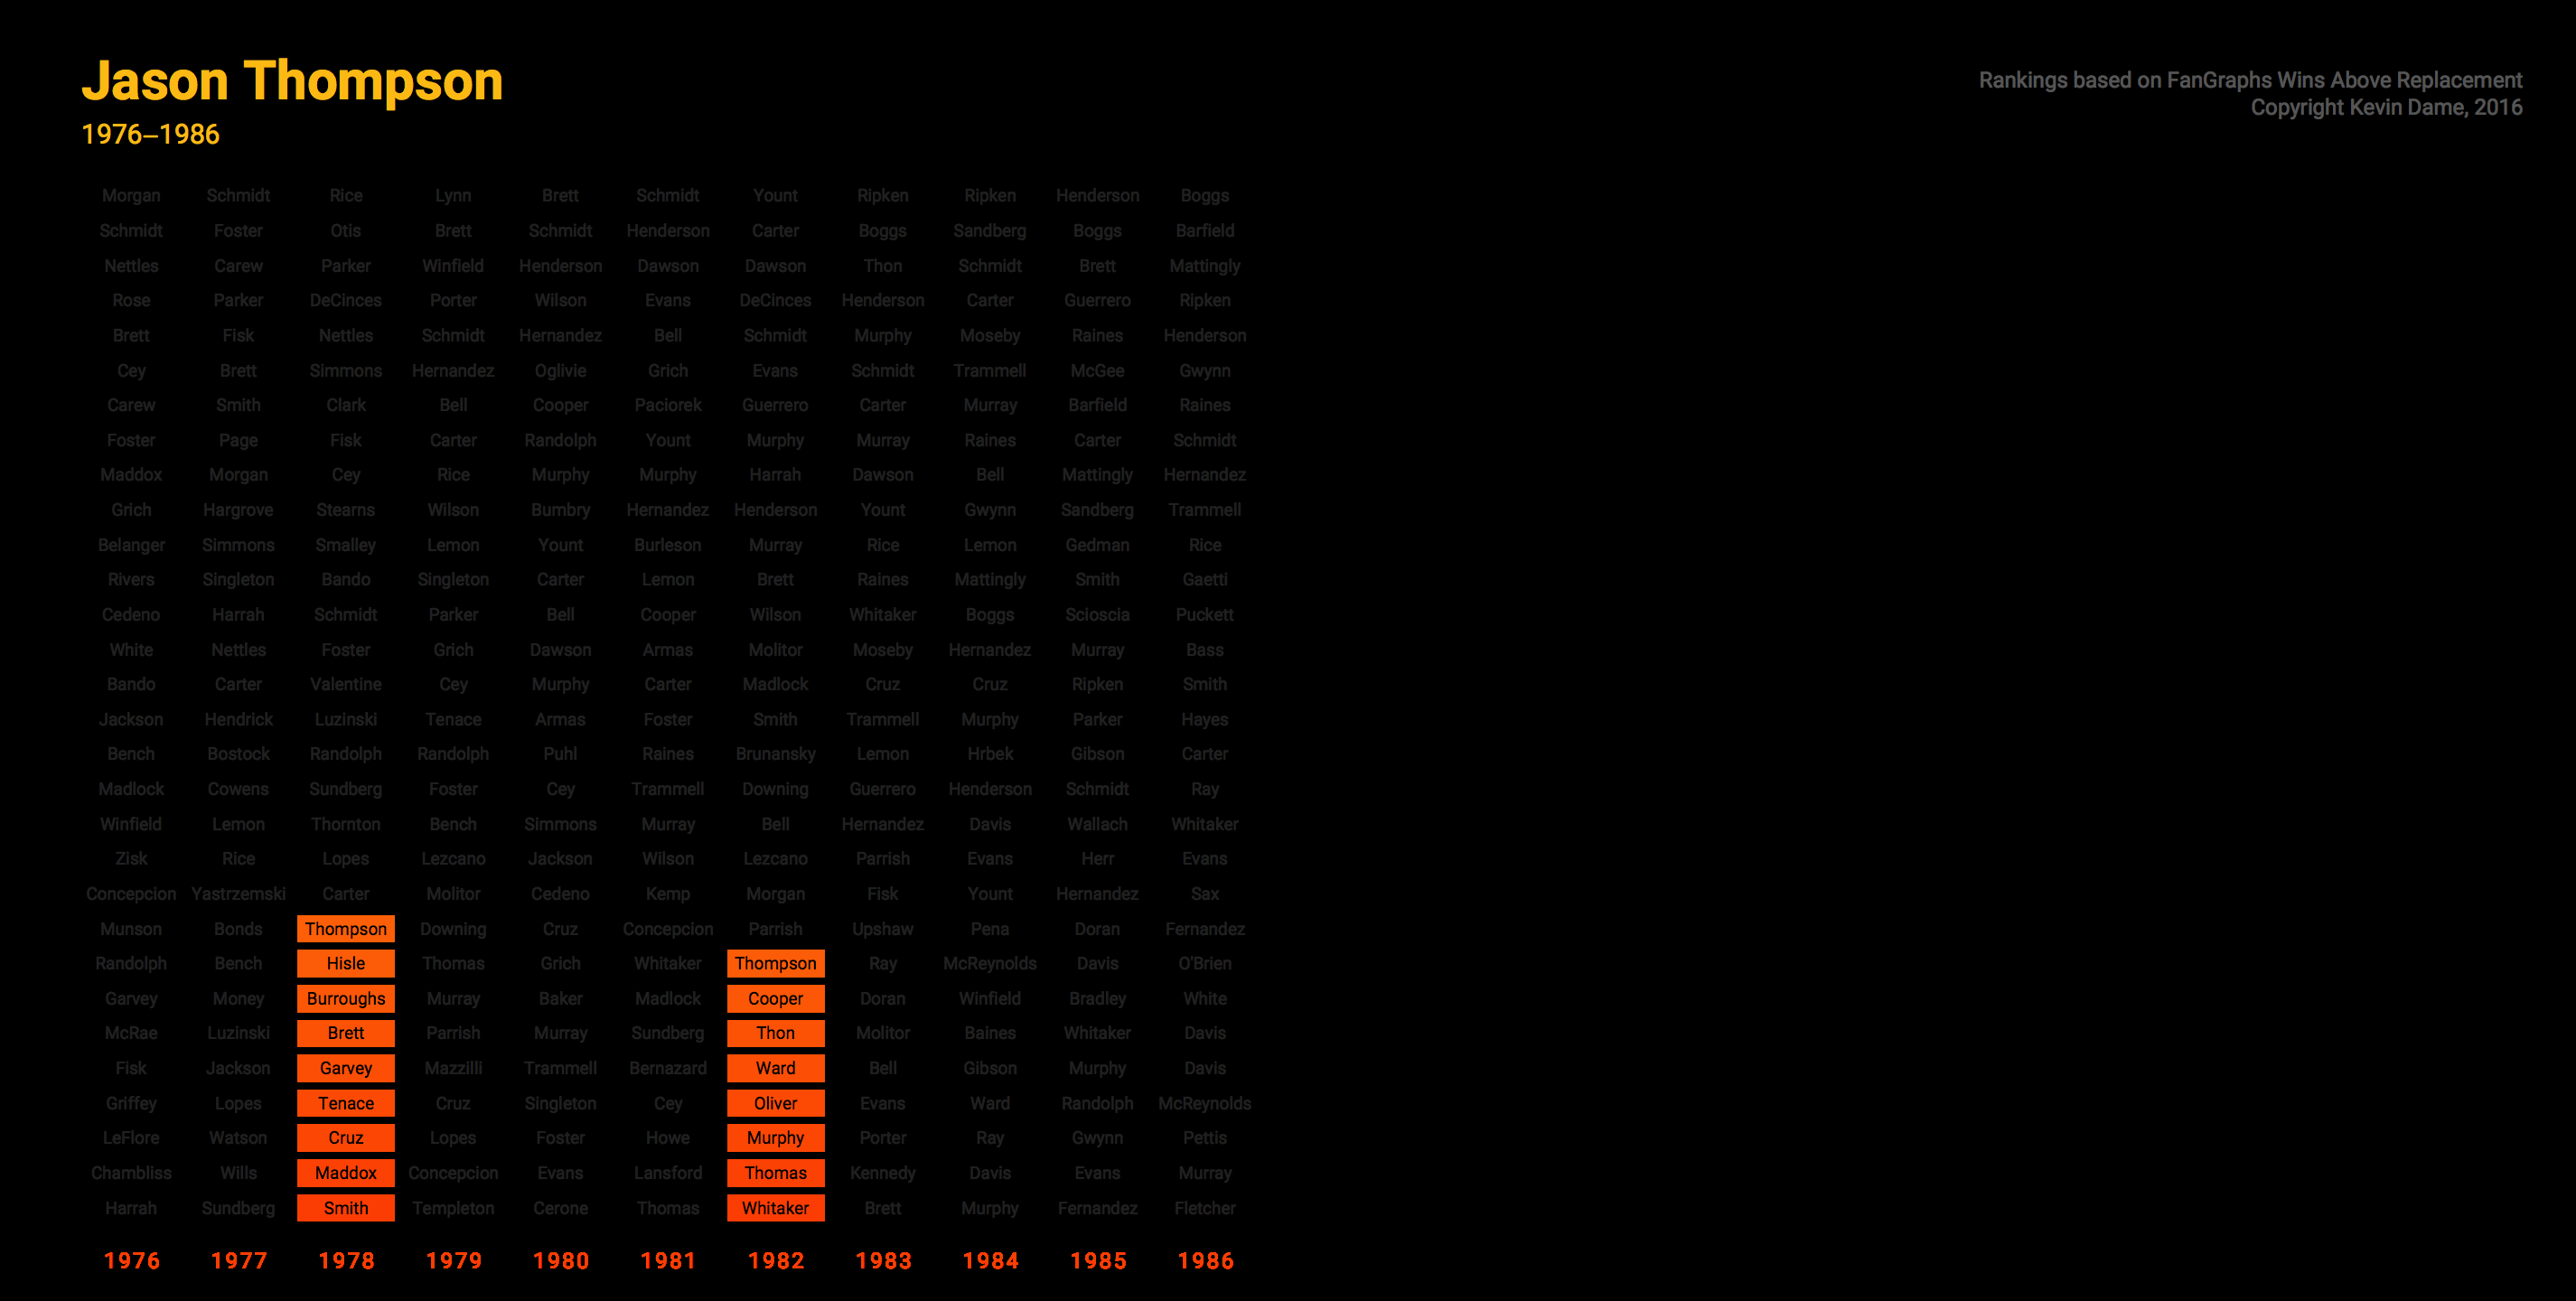 Jason Thompson
1976–1986
Rankings based on FanGraphs Wins Above Replacement
Copyright Kevin Dame, 2016
Morgan Schmidt Rice Lynn Brett Schmidt Yount Ripken Ripken Henderson Boggs
Schmidt Foster Otis Brett Schmidt Henderson Carter Boggs Sandberg Boggs Barfield
Nettles Carew Parker Winfield Henderson Dawson Dawson Thon Schmidt Brett Mattingly
Rose Parker DeCinces Porter Wilson Evans DeCinces Henderson Carter Guerrero Ripken
Brett Fisk Nettles Schmidt Hernandez Bell Schmidt Murphy Moseby Raines Henderson
Cey Brett Simmons Hernandez Oglivie Grich Evans Schmidt Trammell McGee Gwynn
Carew Smith Clark Bell Cooper Paciorek Guerrero Carter Murray Barfield Raines
Foster Page Fisk Carter Randolph Yount Murphy Murray Raines Carter Schmidt
Maddox Morgan Cey Rice Murphy Murphy Harrah Dawson Bell Mattingly Hernandez
Grich Hargrove Stearns Wilson Bumbry Hernandez Henderson Yount Gwynn Sandberg Trammell
Belanger Simmons Smalley Lemon Yount Burleson Murray Rice Lemon Gedman Rice
Rivers Singleton Bando Singleton Carter Lemon Brett Raines Mattingly Smith Gaetti
Cedeno Harrah Schmidt Parker Bell Cooper Wilson Whitaker Boggs Scioscia Puckett
White Nettles Foster Grich Dawson Armas Molitor Moseby Hernandez Murray Bass
Bando Carter Valentine Cey Murphy Carter Madlock Cruz Cruz Ripken Smith
Jackson Hendrick Luzinski Tenace Armas Foster Smith Trammell Murphy Parker Hayes
Bench Bostock Randolph Randolph Puhl Raines Brunansky Lemon Hrbek Gibson Carter
Madlock Cowens Sundberg Foster Cey Trammell Downing Guerrero Henderson Schmidt Ray
Winfield Lemon Thornton Bench Simmons Murray Bell Hernandez Davis Wallach Whitaker
Zisk Rice Lopes Lezcano Jackson Wilson Lezcano Parrish Evans Herr Evans
Concepcion Yastrzemski Carter Molitor Cedeno Kemp Morgan Fisk Yount Hernandez Sax
Munson Bonds Thompson Downing Cruz Concepcion Parrish Upshaw Pena Doran Fernandez
Randolph Bench Hisle Thomas Grich Whitaker Thompson Ray McReynolds Davis O'Brien
Garvey Money Burroughs Murray Baker Madlock Cooper Doran Winfield Bradley White
McRae Luzinski Brett Parrish Murray Sundberg Thon Molitor Baines Whitaker Davis
Fisk Jackson Garvey Mazzilli Trammell Bernazard Ward Bell Gibson Murphy Davis
Griffey Lopes Tenace Cruz Singleton Cey Oliver Evans Ward Randolph McReynolds
LeFlore Watson Cruz Lopes Foster Howe Murphy Porter Ray Gwynn Pettis
Chambliss Wills Maddox Concepcion Evans Lansford Thomas Kennedy Davis Evans Murray
Harrah Sundberg Smith Templeton Cerone Thomas Whitaker Brett Murphy Fernandez Fletcher
1976 1977 1978 1979 1980 1981 1982 1983 1984 1985 1986